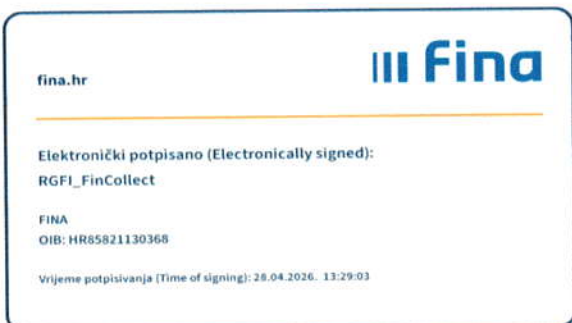 fina.hr
fina
Elektronički potpisano (Electronically signed):
RGFI_FinCollect
FINA
OIB: HR85821130368
Vrijeme potpisivanja (Time of signing): 28.04.2026. 13:29:03